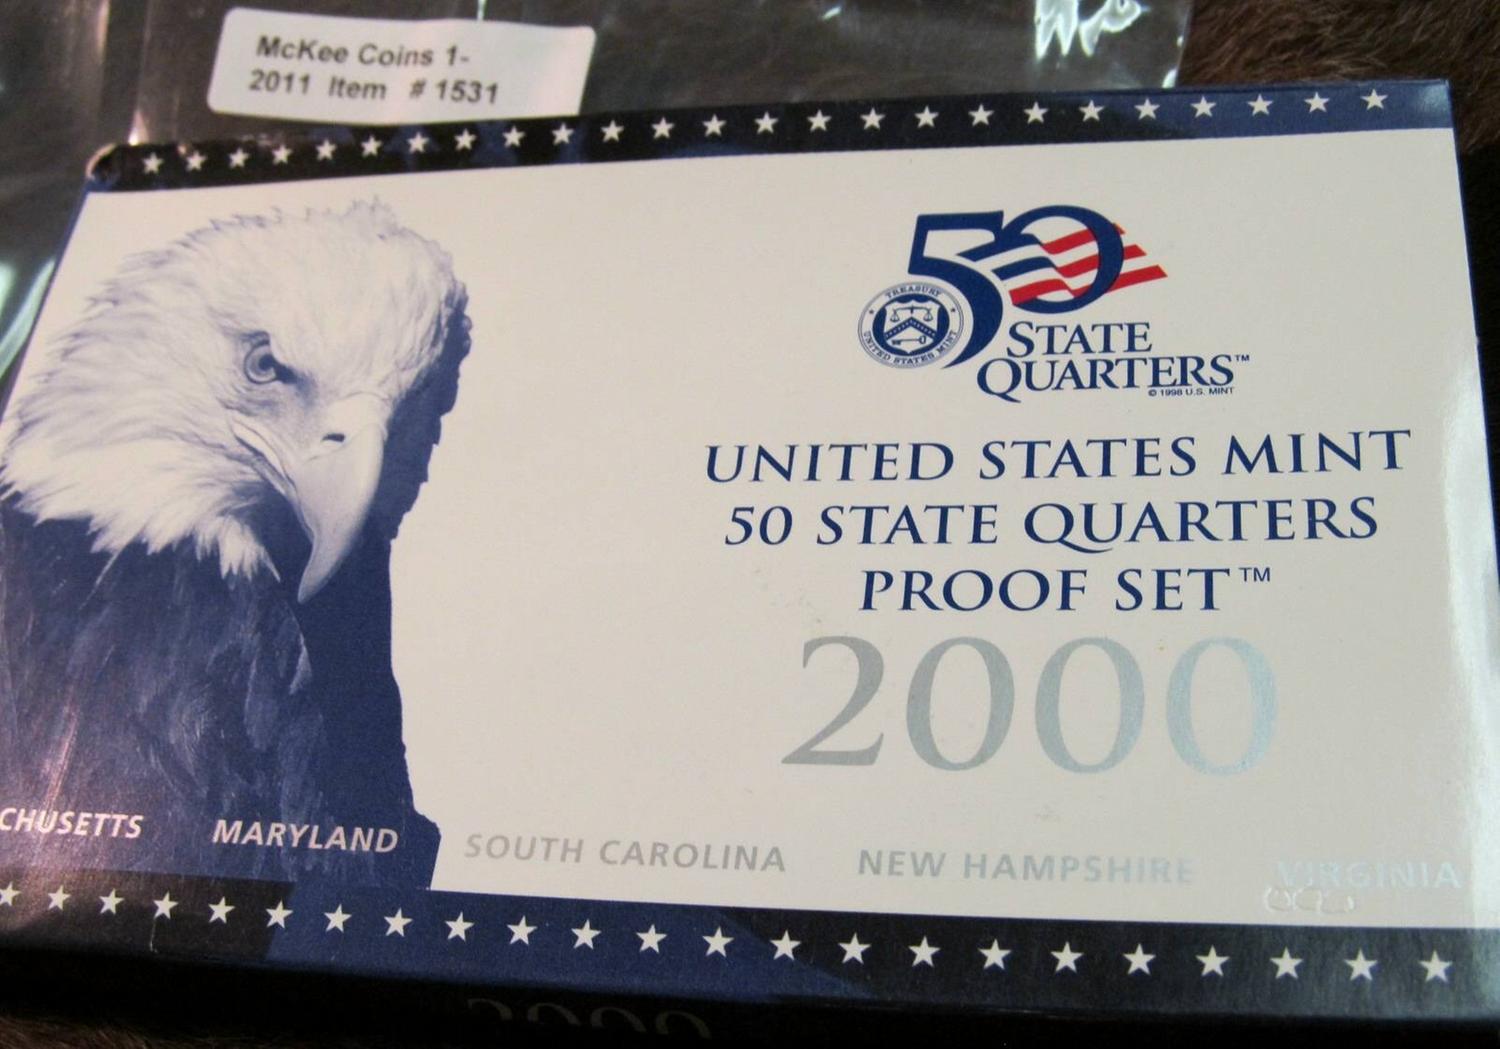 McKee Coins 1-
2011 Item # 1531
50
STATE
QUARTERS™
© 1998 U.S. MINT
TREASURY
UNITED STATES MINT
UNITED STATES MINT
50 STATE QUARTERS
PROOF SET™
2000
CHUSETTS MARYLAND SOUTH CAROLINA NEW HAMPSHIRE VIRGINIA
2000